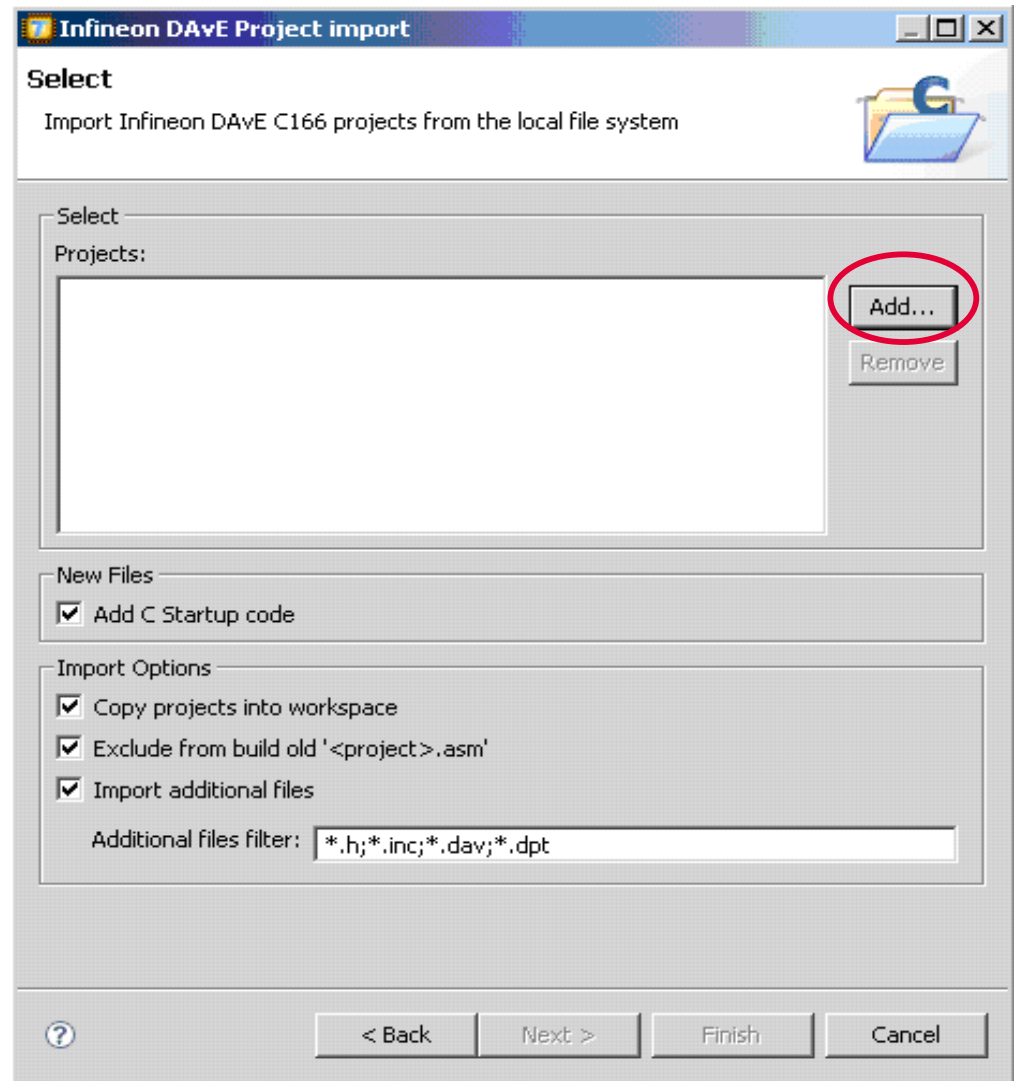 Infineon DAvE Project import
Select
Import Infineon DAvE C166 projects from the local file system
Select
Projects:
Add...
Remove
New Files
Add C Startup code
Import Options
Copy projects into workspace
Exclude from build old '<project>.asm'
Import additional files
Additional files filter: *.h;*.inc;*.dav;*.dpt
? < Back Next > Finish Cancel